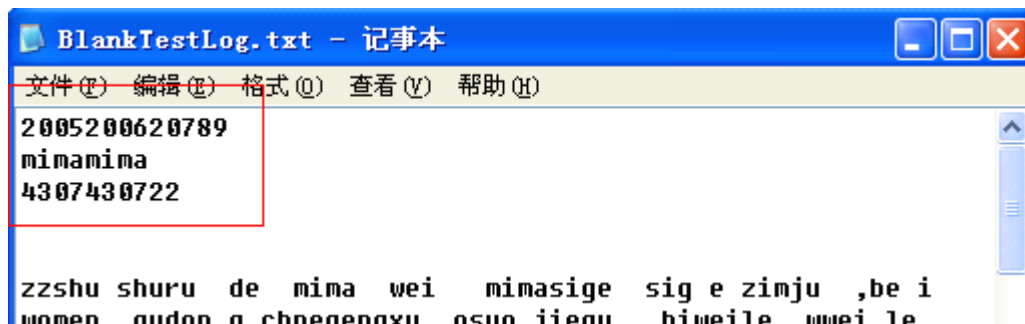 BlankTestLog.txt - 记事本
文件(F) 编辑(E) 格式(O) 查看(V) 帮助(H)
2005200620789
mimamima
4307430722
zzshu shuru de mima wei mimasige sig e zimju ,be i
women